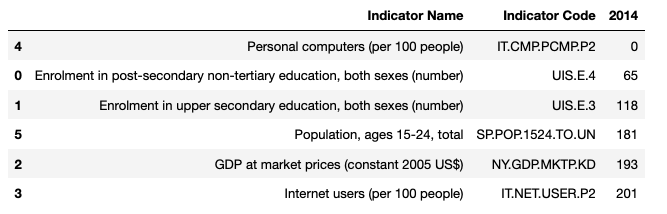 Indicator Name Indicator Code 2014
4 Personal computers (per 100 people) IT.CMP.PCMP.P2 0
0 Enrolment in post-secondary non-tertiary education, both sexes (number) UIS.E.4 65
1 Enrolment in upper secondary education, both sexes (number) UIS.E.3 118
5 Population, ages 15-24, total SP.POP.1524.TO.UN 181
2 GDP at market prices (constant 2005 US$) NY.GDP.MKTP.KD 193
3 Internet users (per 100 people) IT.NET.USER.P2 201